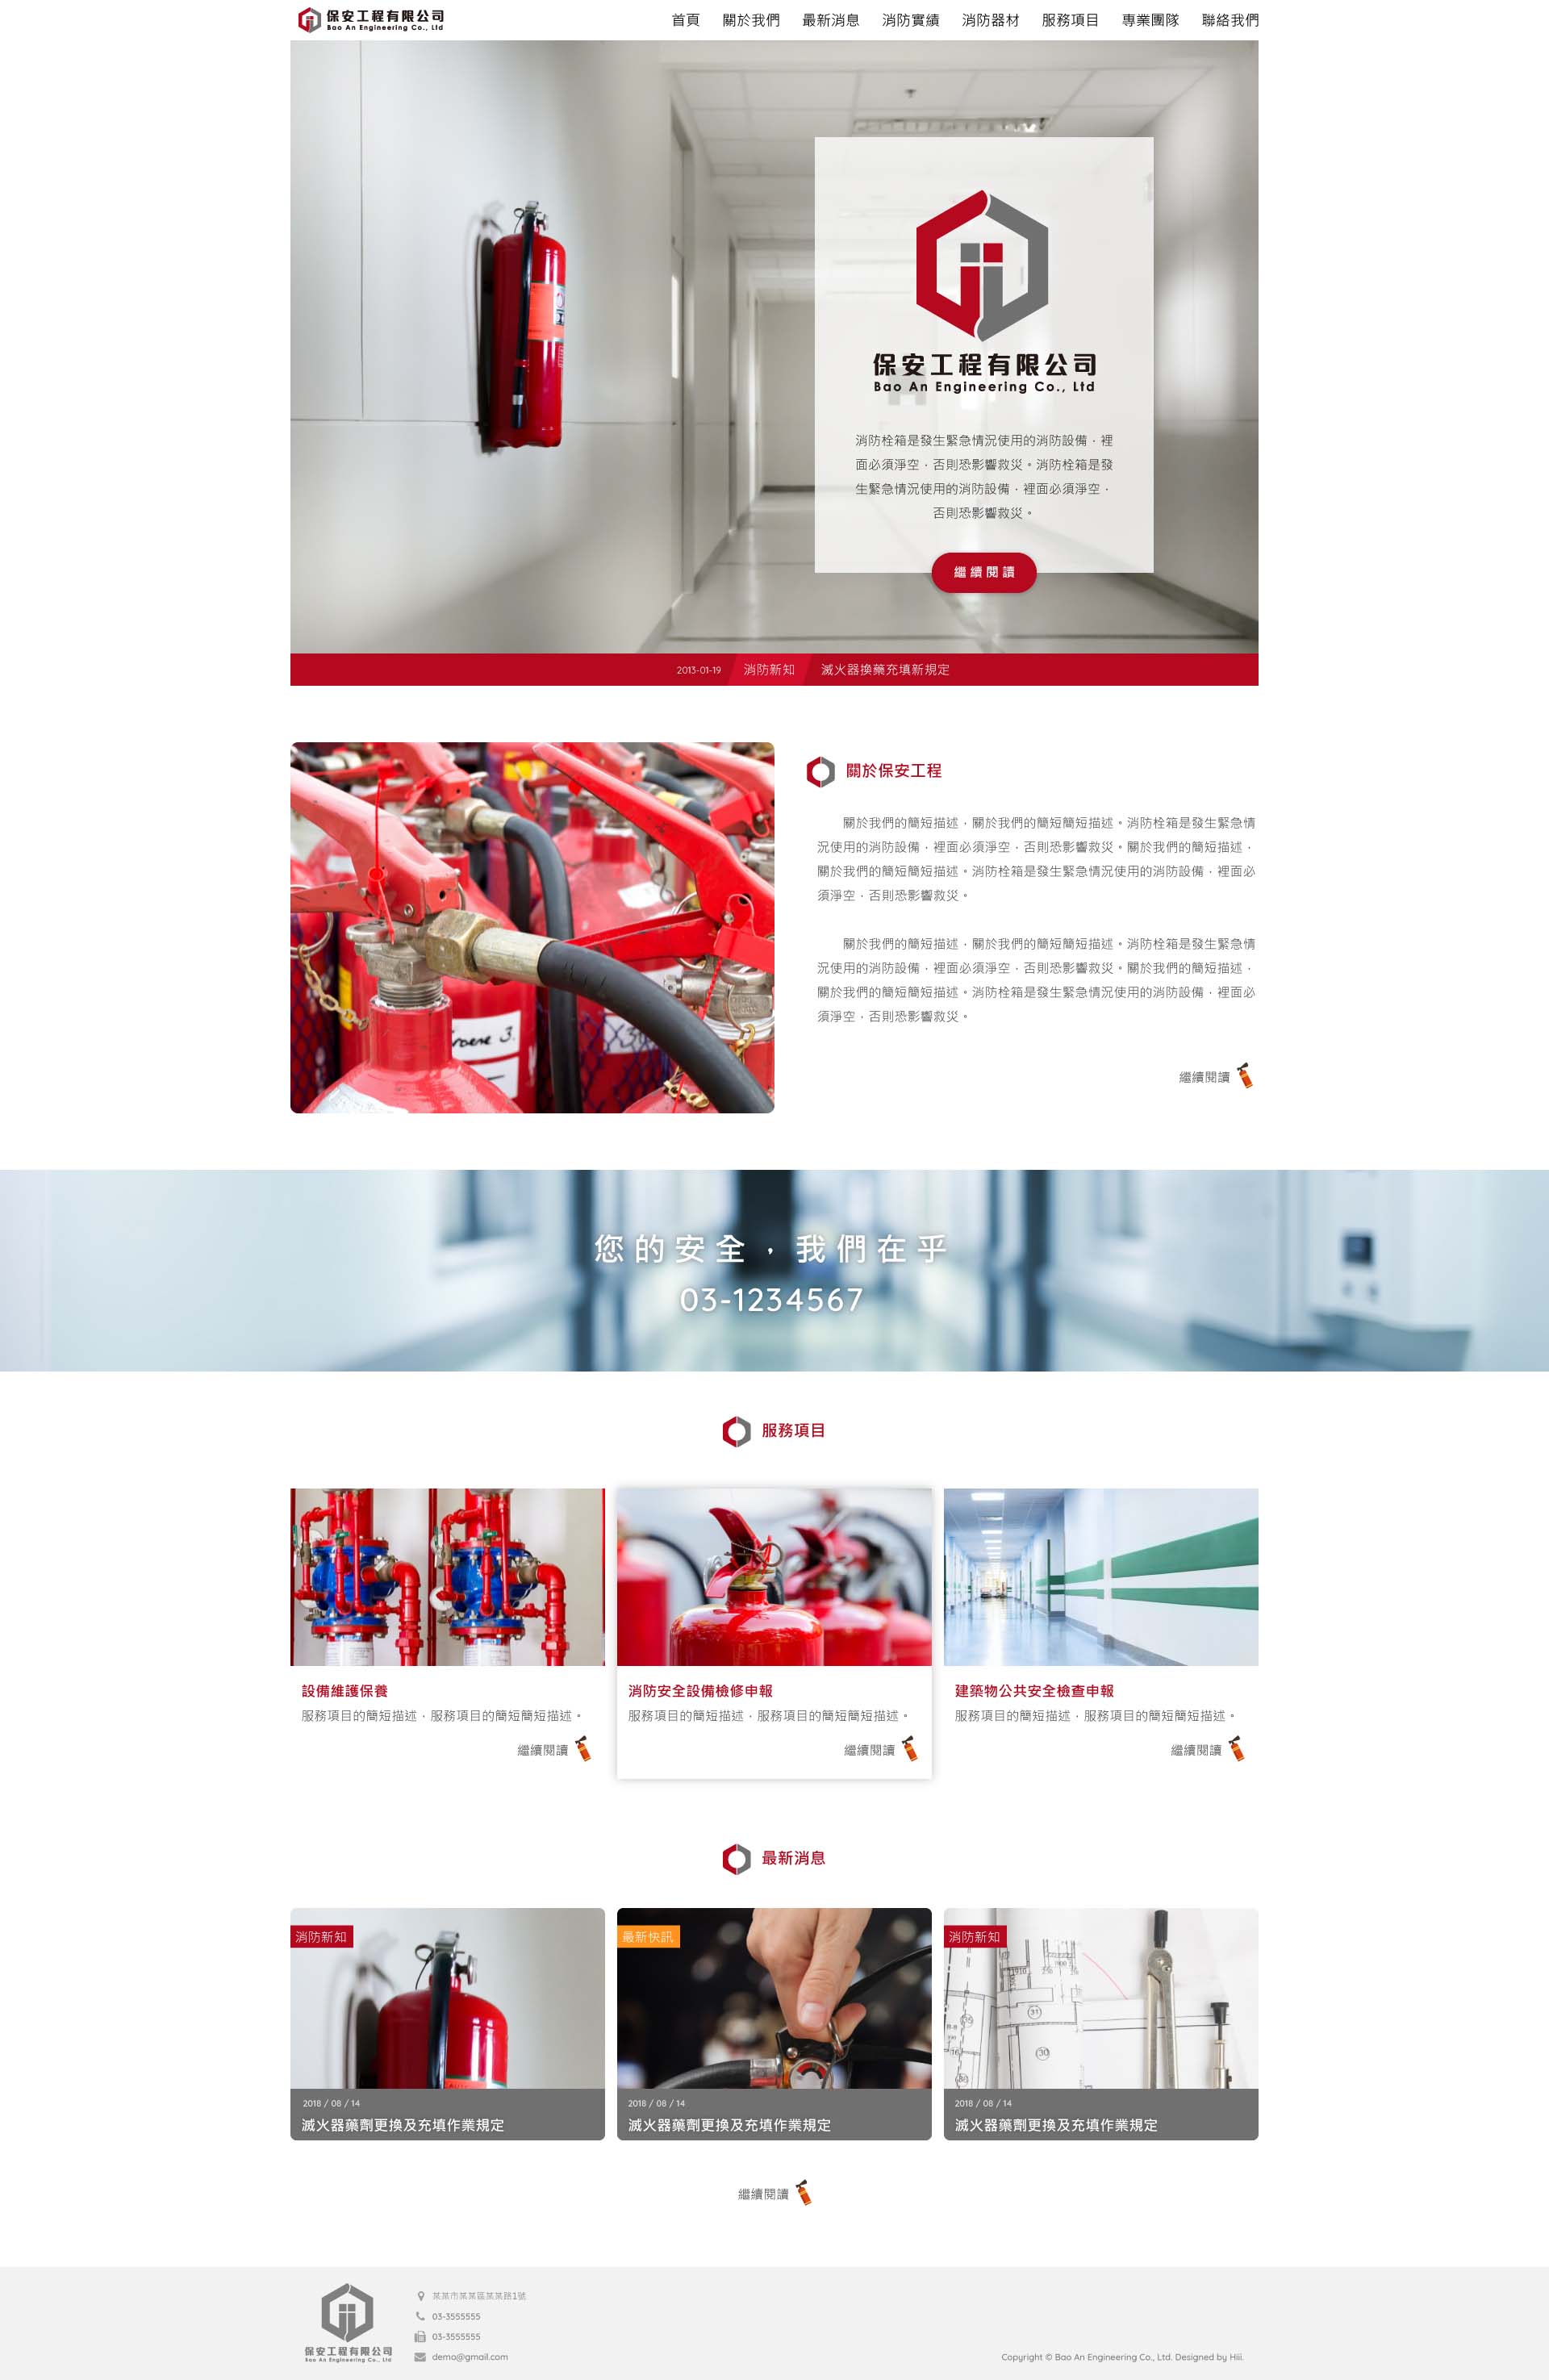 保安工程有限公司
Bao An Engineering Co., Ltd
首頁 關於我們 最新消息 消防實績 消防器材 服務項目 專業團隊 聯絡我們
保安工程有限公司
Bao An Engineering Co., Ltd
消防栓箱是發生緊急情況使用的消防設備，裡
面必須淨空，否則恐影響救災。消防栓箱是發
生緊急情況使用的消防設備，裡面必須淨空，
否則恐影響救災。
繼續閱讀
2013-01-19 消防新知 滅火器換藥充填新規定
關於保安工程
關於我們的簡短描述，關於我們的簡短簡短描述。消防栓箱是發生緊急情
況使用的消防設備，裡面必須淨空，否則恐影響救災。關於我們的簡短描述，
關於我們的簡短簡短描述。消防栓箱是發生緊急情況使用的消防設備，裡面必
須淨空，否則恐影響救災。
關於我們的簡短描述，關於我們的簡短簡短描述。消防栓箱是發生緊急情
況使用的消防設備，裡面必須淨空，否則恐影響救災。關於我們的簡短描述，
關於我們的簡短簡短描述。消防栓箱是發生緊急情況使用的消防設備，裡面必
須淨空，否則恐影響救災。
繼續閱讀
您的安全，我們在乎
03-1234567
服務項目
設備維護保養
服務項目的簡短描述，服務項目的簡短簡短描述。
繼續閱讀
消防安全設備檢修申報
服務項目的簡短描述，服務項目的簡短簡短描述。
繼續閱讀
建築物公共安全檢查申報
服務項目的簡短描述，服務項目的簡短簡短描述。
繼續閱讀
最新消息
消防新知
2018 / 08 / 14
滅火器藥劑更換及充填作業規定
最新快訊
2018 / 08 / 14
滅火器藥劑更換及充填作業規定
消防新知
2018 / 08 / 14
滅火器藥劑更換及充填作業規定
繼續閱讀
保安工程有限公司
Bao An Engineering Co., Ltd
某某市某某區某某路1號
03-3555555
03-3555555
demo@gmail.com
Copyright © Bao An Engineering Co., Ltd. Designed by Hiii.